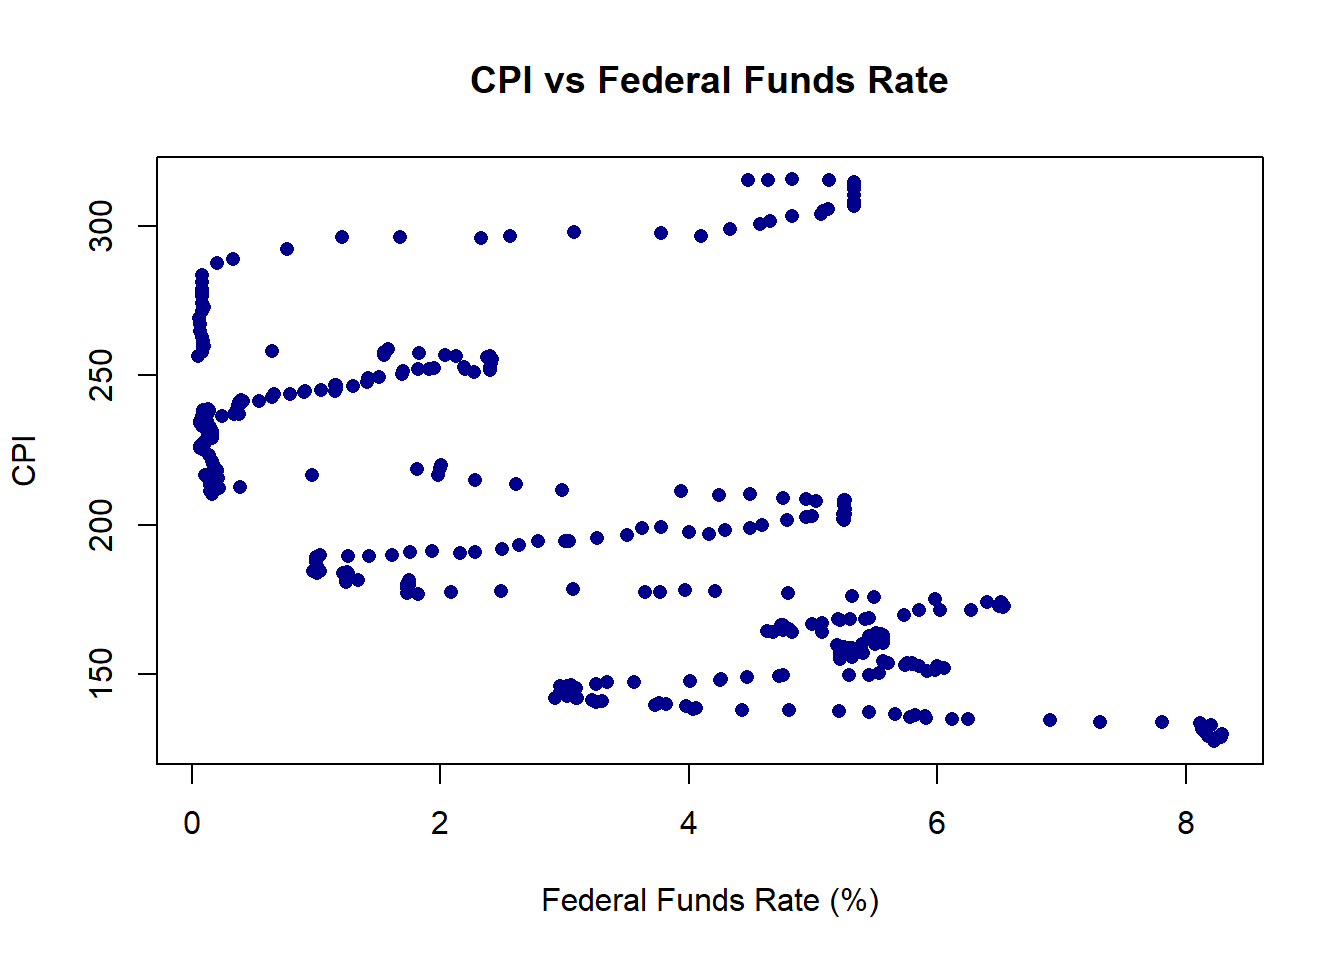 CPI vs Federal Funds Rate
CPI
300
250
200
150
0 2 4 6 8
Federal Funds Rate (%)